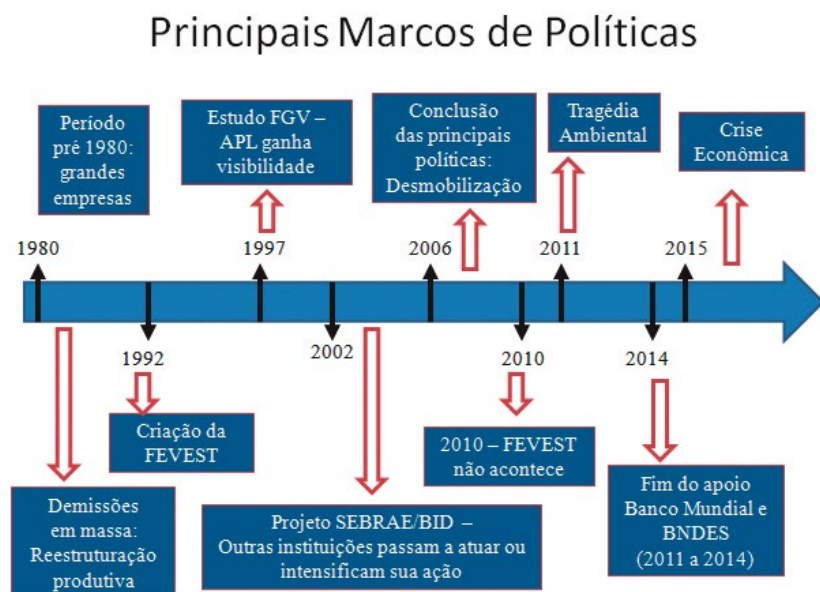 Principais Marcos de Políticas
Período
pré 1980:
grandes
empresas
Estudo FGV –
APL ganha
visibilidade
Conclusão
das principais
políticas:
Desmobilização
Tragédia
Ambiental
Crise
Econômica
1980
1997
2006
2011
2015
1992
2002
2010
2014
Criação da
FEVEST
2010 – FEVEST
não acontece
Demissões
em massa:
Reestruturação
produtiva
Projeto SEBRAE/BID –
Outras instituições passam a atuar ou
intensificam sua ação
Fim do apoio
Banco Mundial e
BNDES
(2011 a 2014)